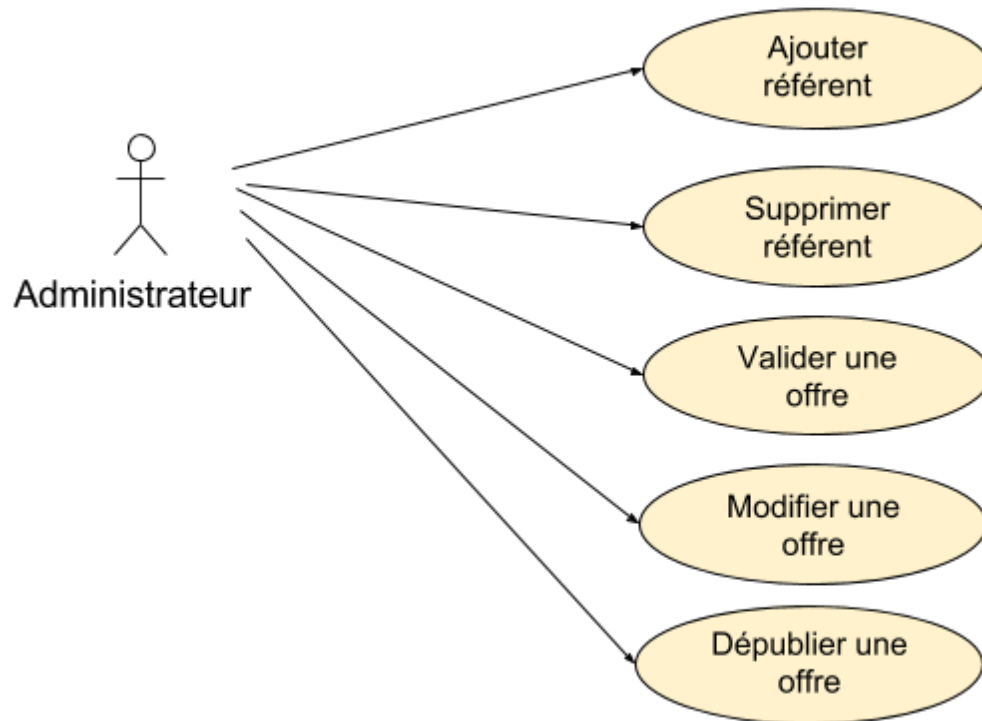 Ajouter
référent
Supprimer
référent
Administrateur
Valider une
offre
Modifier une
offre
Dépublier une
offre